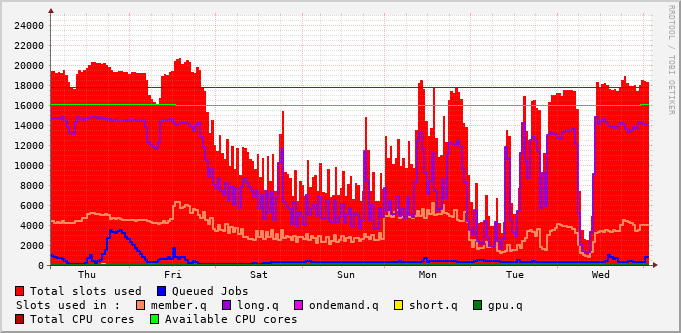 RRDTOOL / TOBI OETIKER
24000
22000
20000
18000
16000
14000
12000
10000
8000
6000
4000
2000
0
Thu Fri Sat Sun Mon Tue Wed
Total slots used Queued Jobs
Slots used in : member.q long.q ondemand.q short.q gpu.q
Total CPU cores Available CPU cores